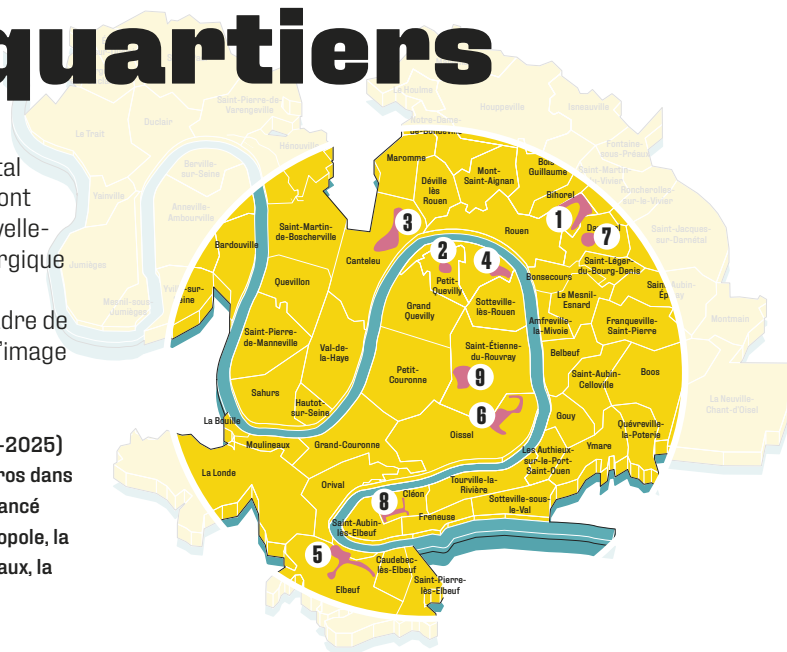 quartiers
tal
ont
velle-
rgique
dre de
l'image
-2025)
ros dans
ancé
opole, la
aux, la
Saint-Pierre-de-
Varengeville
Duclair
Le Trait
Hénouville
Berville-
sur-Seine
Yainville
Anneville-
Ambourville
Jumièges
Mesnil-sous-
Jumièges
Bardouville
Le Houlme
Houppeville
Isneauville
Notre-Dame-
de-Bondeville
Fontaine-
sous-Préaux
Saint-Martin-
du-Vivier
Roncherolles-
sur-le-Vivier
Saint-Jacques-
sur-Darnétal
Montmain
La Neuville-
Chant-d'Oisel
Maromme
Déville
lès
Rouen
Mont-
Saint-Aignan
Bois
Guillaume
Bihorel
1
7
3
Rouen
Saint-Martin-
de-Boscherville
Canteleu
2
4
Petit-
Quevilly
Bonsecours
Saint-Léger-
du-Bourg-Denis
Quevillon
Grand
Quevilly
Sotteville-
lès-Rouen
Le Mesnil-
Esnard
Amfreville-
la-Mivoie
Franqueville-
Saint-Pierre
Saint-Pierre-
de-Manneville
Val-de-
la-Haye
Saint-Étienne-
du-Rouvray
Belbeuf
Petit-
Couronne
9
Saint-Aubin-
Celloville
Boos
Sahurs
Hautot-
sur-Seine
6
Gouy
La Bouille
Oissel
Quévreville-
la-Poterie
Moulineaux
Grand-Couronne
Les Authieux-
sur-le-Port-
Saint-Ouen
Ymare
La Londe
Orival
Tourville-la-
Rivière
8
Cléon
Sotteville-sous-
le-Val
Freneuse
Saint-Aubin-
lès-Elbeuf
5
Caudebec-
lès-Elbeuf
Elbeuf
Saint-Pierre-
lès-Elbeuf